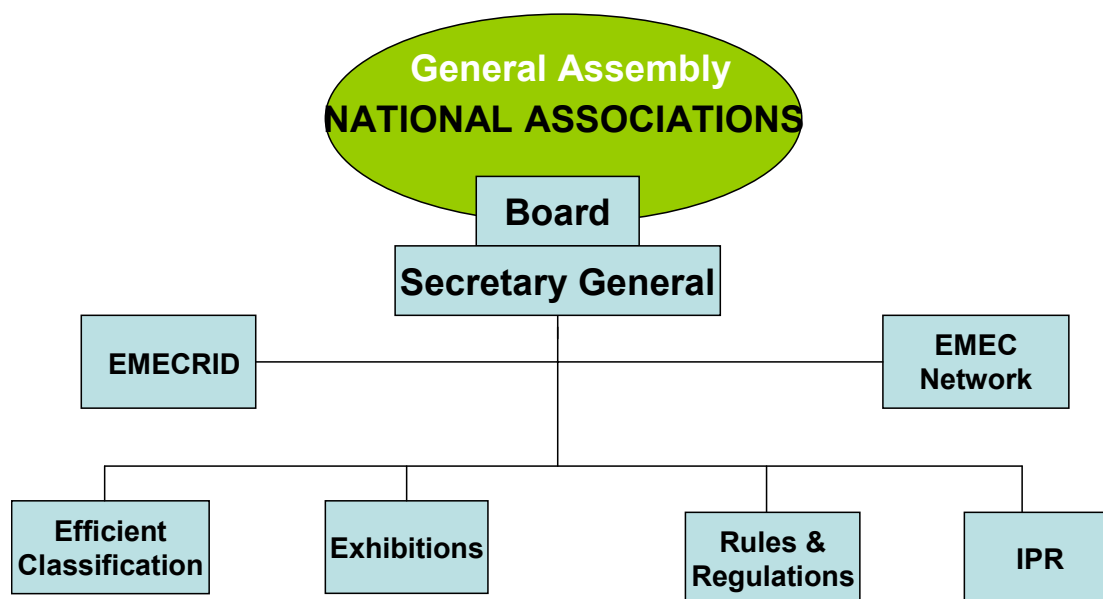 General Assembly
NATIONAL ASSOCIATIONS
Board
Secretary General
EMECRID
EMEC
Network
Efficient
Classification
Exhibitions
Rules &
Regulations
IPR